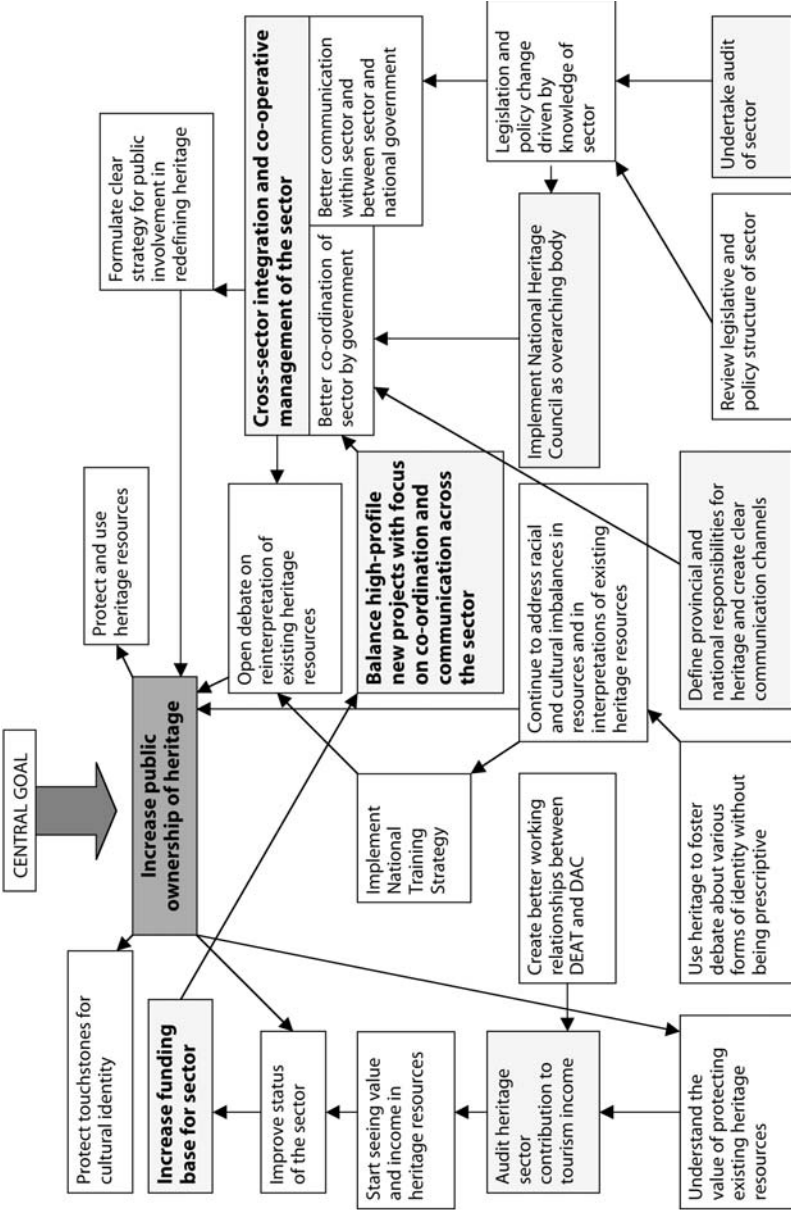 CENTRAL GOAL
Protect touchstones for
cultural identity
Increase public
ownership of heritage
Protect and use
heritage resources
Formulate clear
strategy for public
involvement in
redefining heritage
Increase funding
base for sector
Improve status
of the sector
Start seeing value
and income in
heritage resources
Audit heritage
sector
contribution to
tourism income
Understand the
value of protecting
existing heritage
resources
Implement
National
Training
Strategy
Create better working
relationships between
DEAT and DAC
Use heritage to foster
debate about various
forms of identity without
being prescriptive
Open debate on
reinterpretation of
existing heritage
resources
Balance high-profile
new projects with focus
on co-ordination and
communication across
the sector
Continue to address racial
and cultural imbalances in
resources and in
interpretations of existing
heritage resources
Define provincial and
national responsibilities for
heritage and create clear
communication channels
Cross-sector integration and co-operative
management of the sector
Better co-ordination of
sector by government
Better communication
within sector and
between sector and
national government
Implement National Heritage
Council as overarching body
Legislation and
policy change
driven by
knowledge of
sector
Review legislative and
policy structure of sector
Undertake audit
of sector